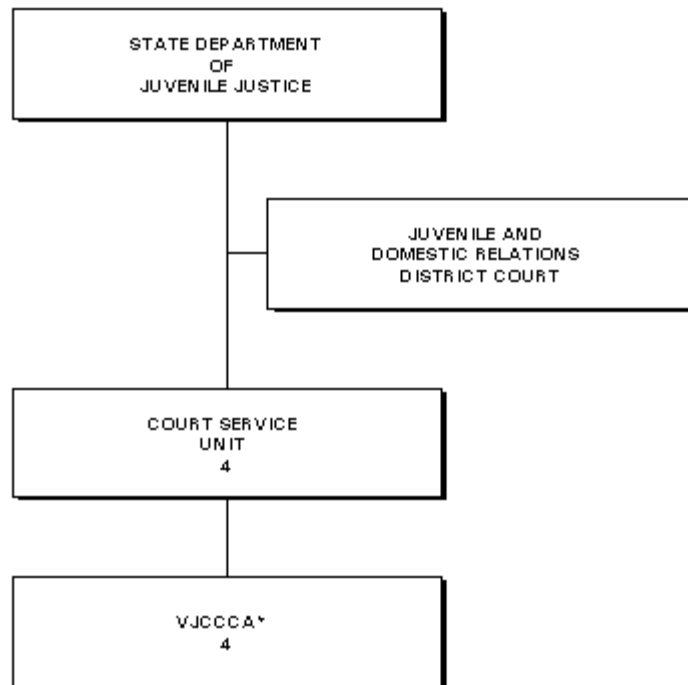 STATE DEPARTMENT
OF
JUVENILE JUSTICE
JUVENILE AND
DOMESTIC RELATIONS
DISTRICT COURT
COURT SERVICE
UNIT
4
VJCCCA*
4